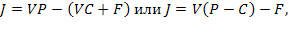 J = VP − (VC + F) или J = V(P − C) − F,